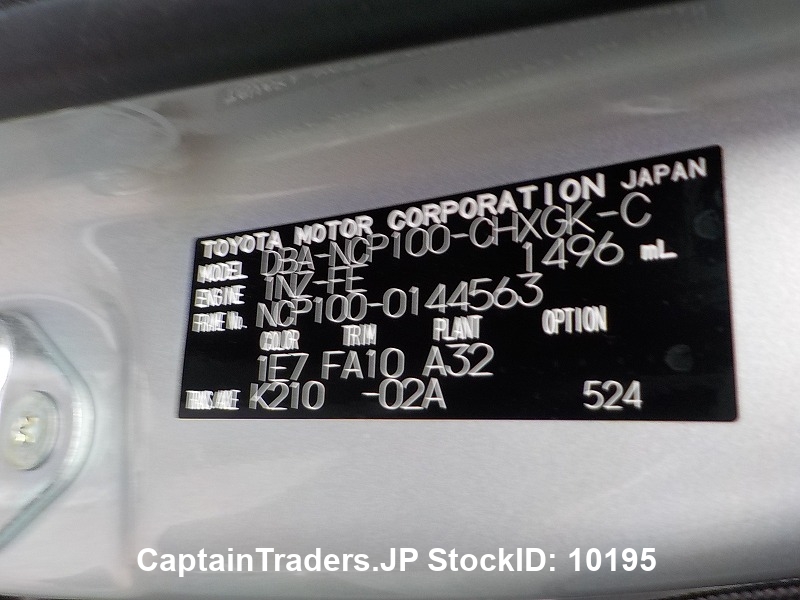 TOYOTA MOTOR CORPORATION JAPAN
MODEL DBA-NCP100-CHXGK-C
ENGINE 1NZ-FE 1496 mL
FRAME No. NCP100-0144563
COLOR TRIM PLANT OPTION
1E7 FA10 A32
TRANS./AXLE K210 -02A 524
CaptainTraders.JP StockID: 10195